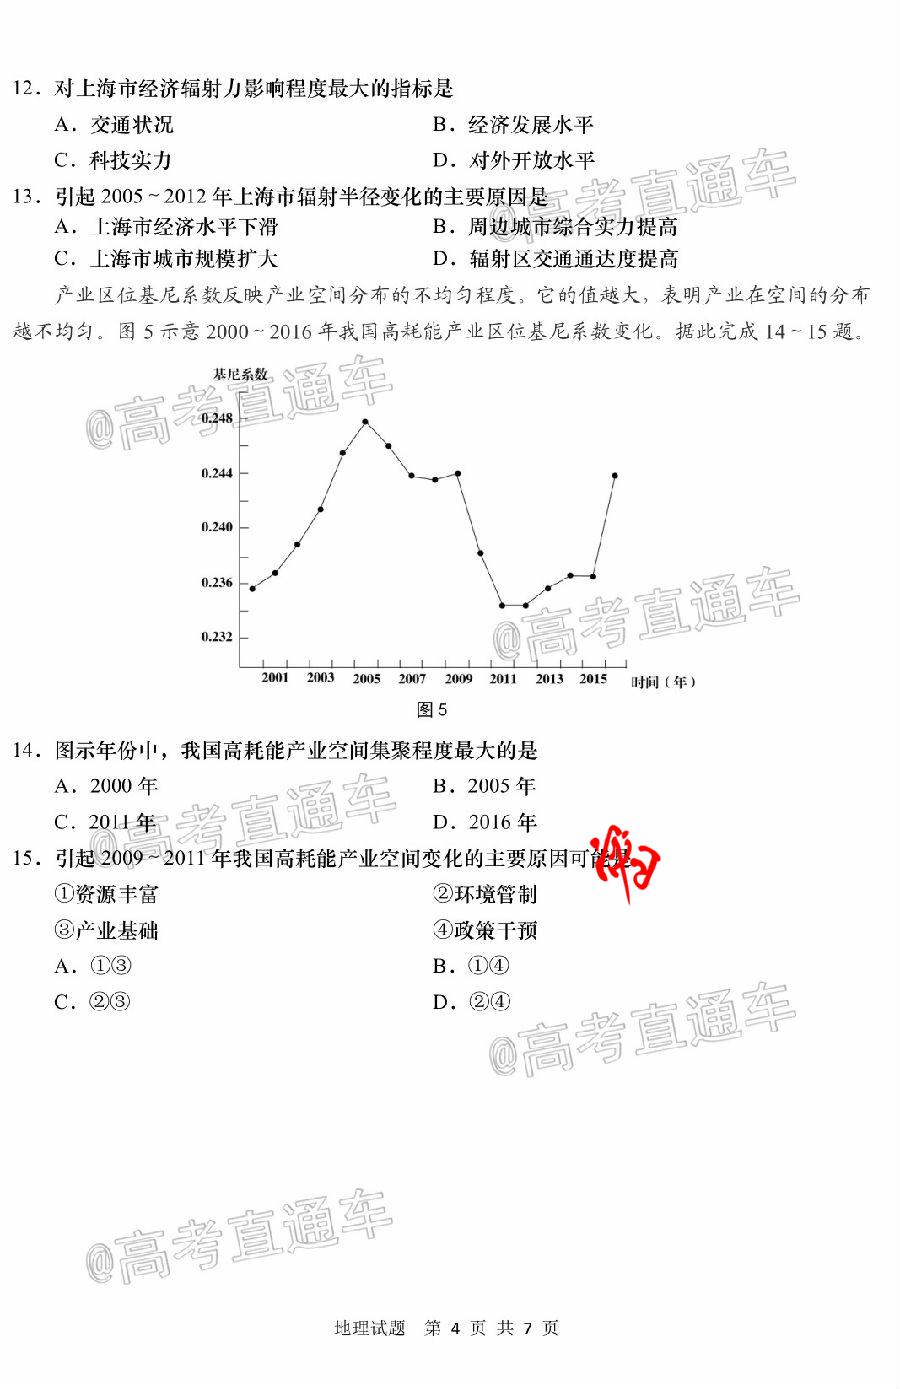 12．对上海市经济辐射力影响程度最大的指标是
A．交通状况 B．经济发展水平
C．科技实力 D．对外开放水平
13．引起 2005～2012 年上海市辐射半径变化的主要原因是
A．上海市经济水平下滑 B．周边城市综合实力提高
C．上海市城市规模扩大 D．辐射区交通通达度提高
产业区位基尼系数反映产业空间分布的不均匀程度。它的值越大，表明产业在空间的分布
越不均匀。图 5 示意 2000～2016 年我国高耗能产业区位基尼系数变化。据此完成 14～15 题。
基尼系数
0.248
0.244
0.240
0.236
0.232
2001 2003 2005 2007 2009 2011 2013 2015 时间（年）
图 5
14．图示年份中，我国高耗能产业空间集聚程度最大的是
A．2000 年 B．2005 年
C．2011 年 D．2016 年
15．引起 2009～2011 年我国高耗能产业空间变化的主要原因可能是
①资源丰富 ②环境管制
③产业基础 ④政策干预
A．①③ B．①④
C．②③ D．②④
地理试题 第 4 页 共 7 页
@高考直通车
@高考直通车
@高考直通车
@高考直通车
@高考直通车
@高考直通车